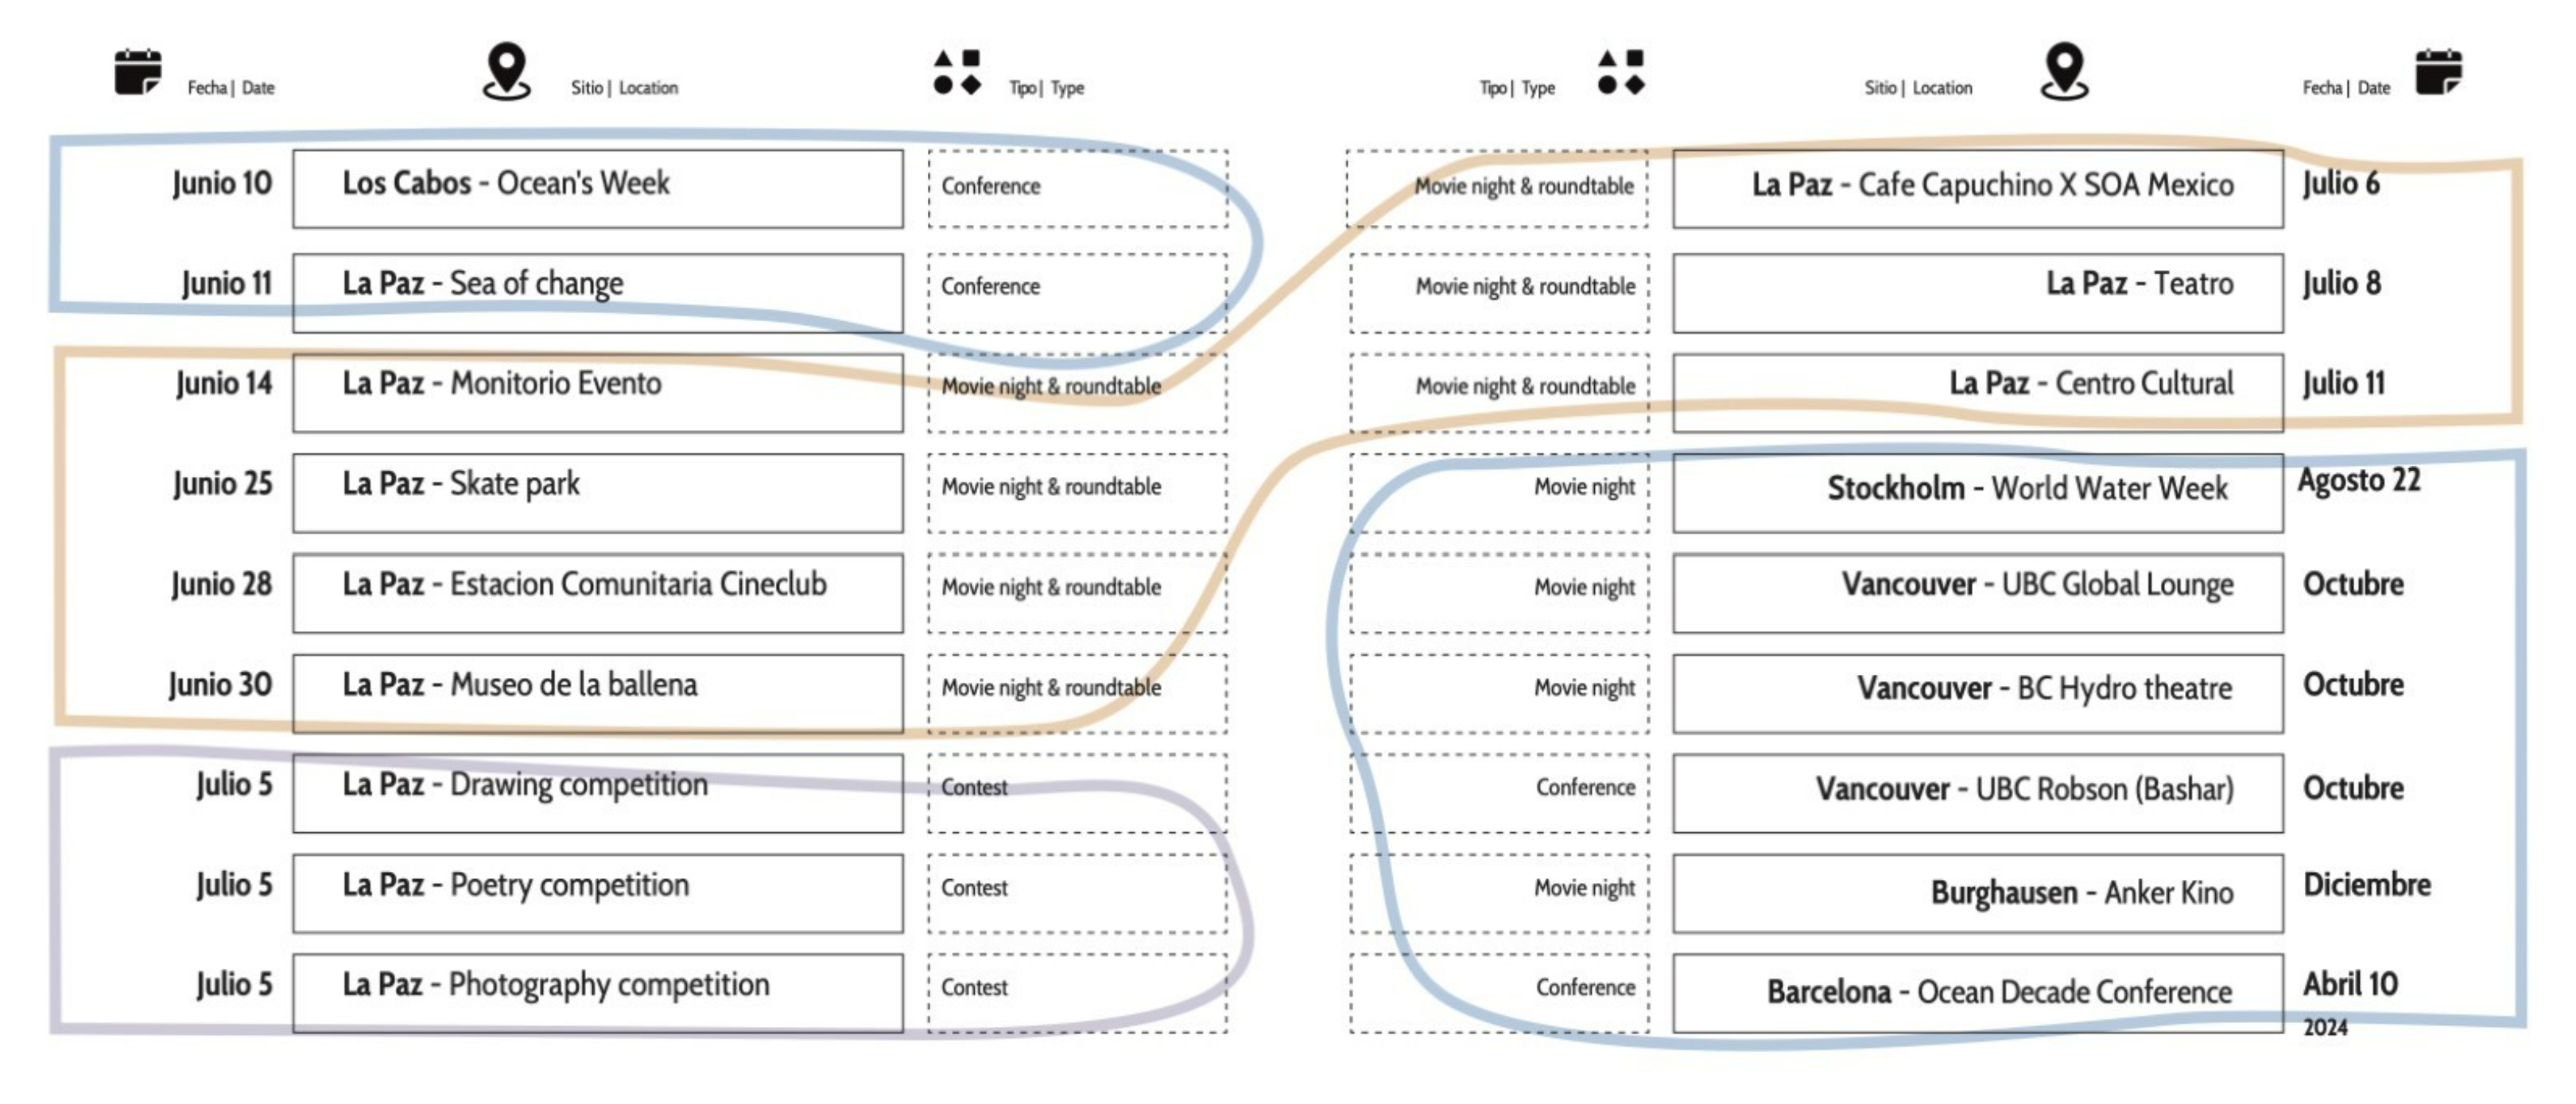 Fecha| Date Sitio| Location Tipo| Type
Junio 10 Los Cabos - Ocean's Week Conference
Junio 11 La Paz - Sea of change Conference
Junio 14 La Paz - Monitorio Evento Movie night & roundtable
Junio 25 La Paz - Skate park Movie night & roundtable
Junio 28 La Paz - Estacion Comunitaria Cineclub Movie night & roundtable
Junio 30 La Paz - Museo de la ballena Movie night & roundtable
Julio 5 La Paz - Drawing competition Contest
Julio 5 La Paz - Poetry competition Contest
Julio 5 La Paz - Photography competition Contest
Tipo| Type Sitio| Location Fecha| Date
Movie night & roundtable La Paz - Cafe Capuchino X SOA Mexico Julio 6
Movie night & roundtable La Paz - Teatro Julio 8
Movie night & roundtable La Paz - Centro Cultural Julio 11
Movie night Stockholm - World Water Week Agosto 22
Movie night Vancouver - UBC Global Lounge Octubre
Movie night Vancouver - BC Hydro theatre Octubre
Conference Vancouver - UBC Robson (Bashar) Octubre
Movie night Burghausen - Anker Kino Diciembre
Conference Barcelona - Ocean Decade Conference Abril 10
2024